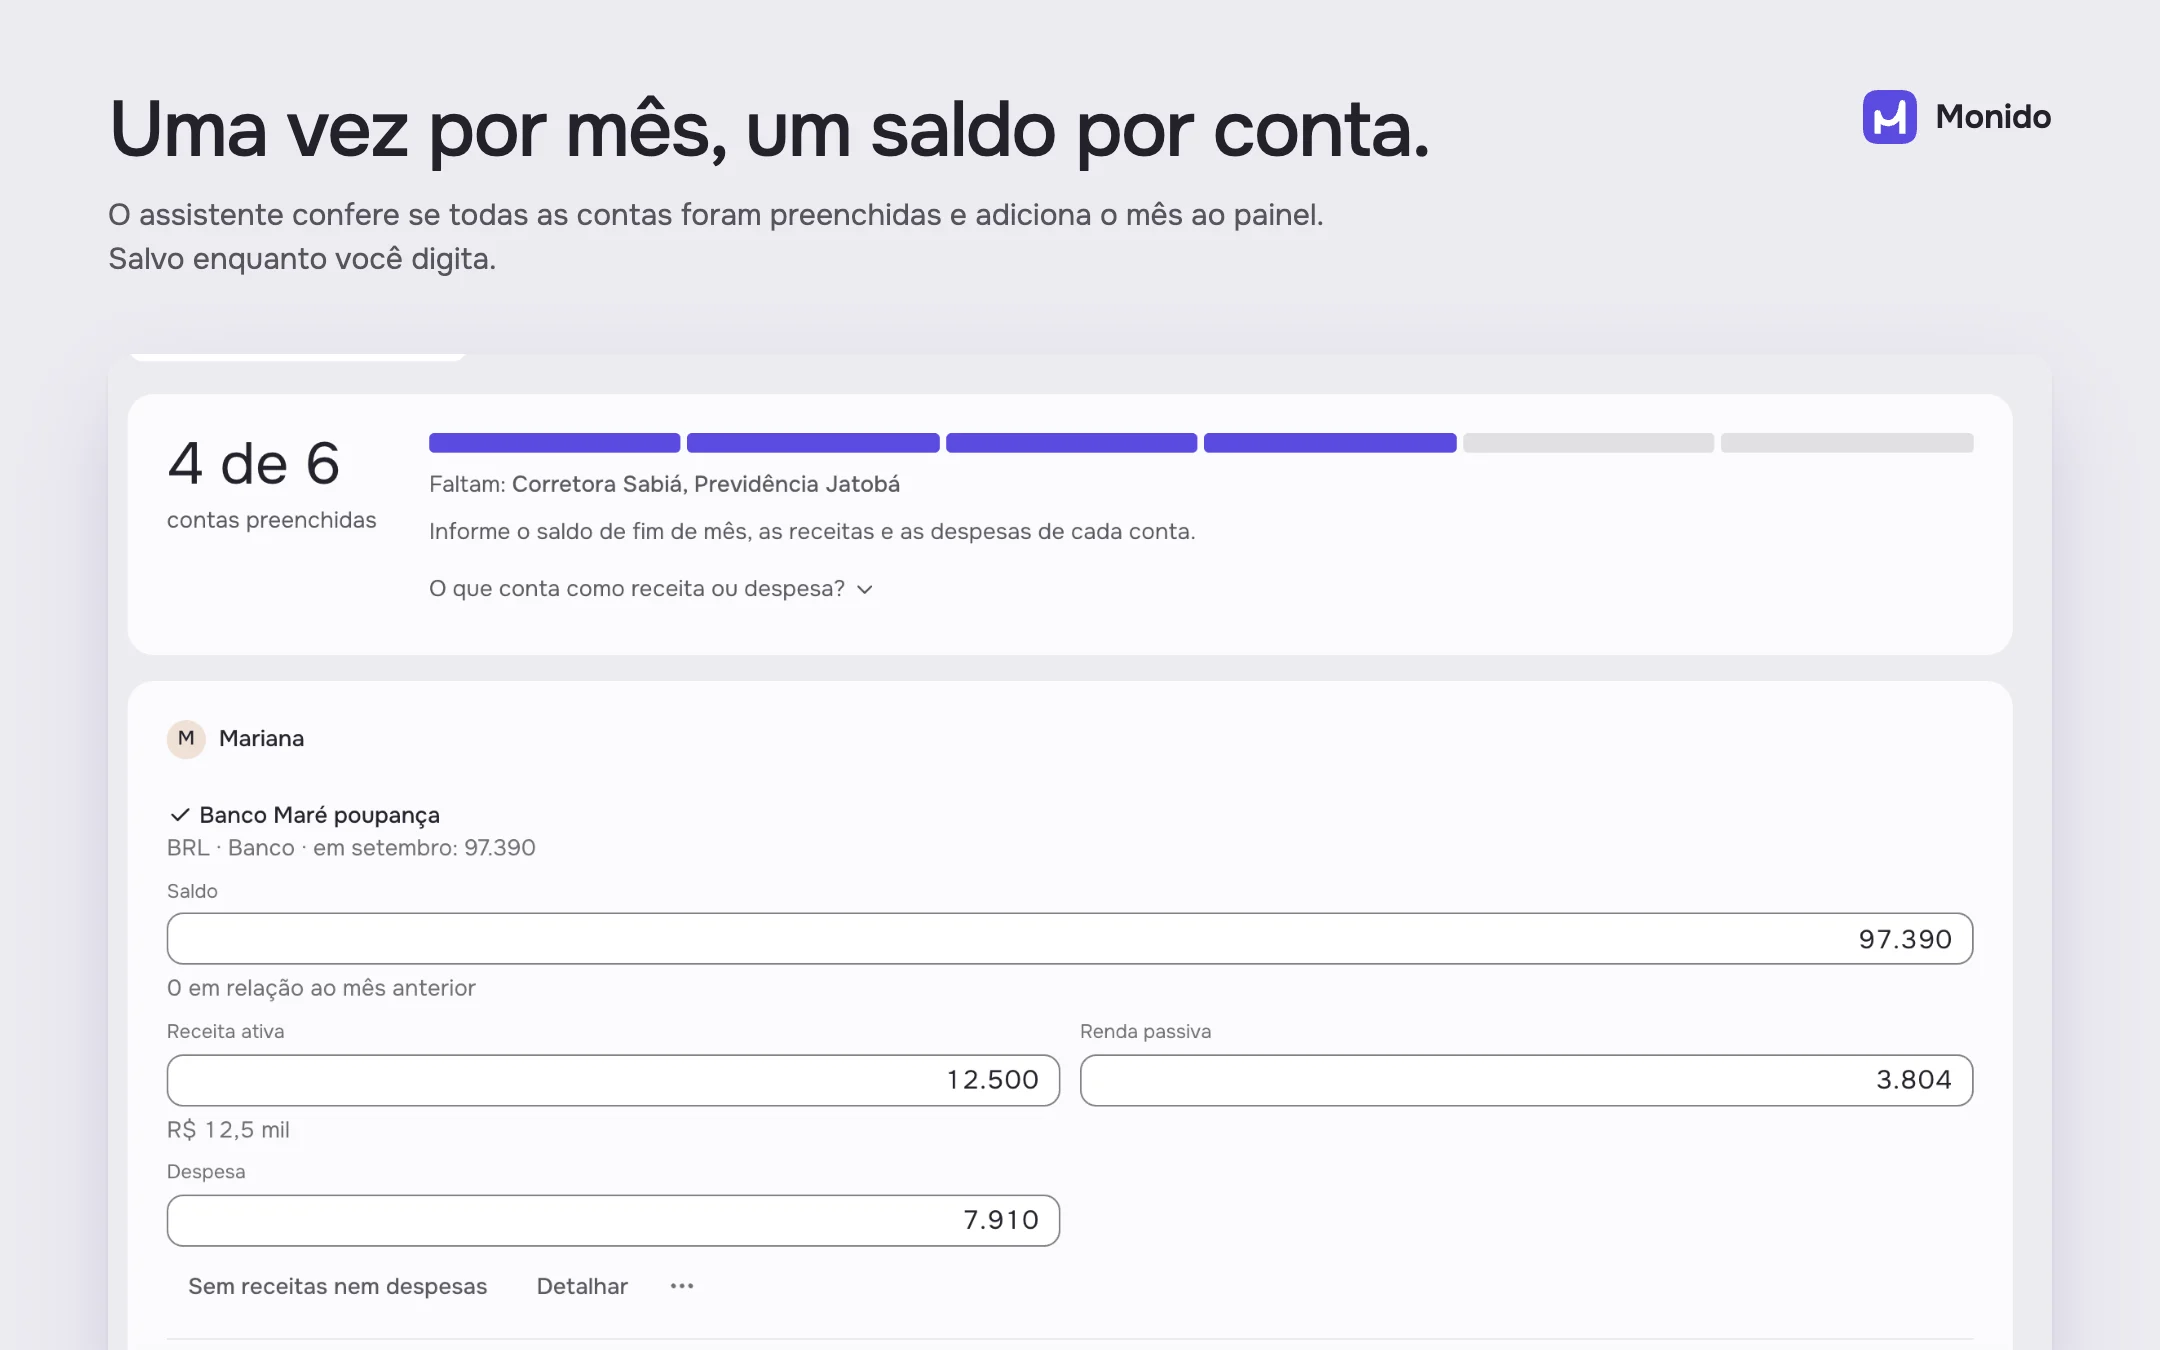 Uma vez por mês, um saldo por conta.
Monido
O assistente confere se todas as contas foram preenchidas e adiciona o mês ao painel.
Salvo enquanto você digita.
4 de 6
contas preenchidas
Faltam: Corretora Sabiá, Previdência Jatobá
Informe o saldo de fim de mês, as receitas e as despesas de cada conta.
O que conta como receita ou despesa?
M Mariana
Banco Maré poupança
BRL · Banco · em setembro: 97.390
Saldo
97.390
0 em relação ao mês anterior
Receita ativa
Renda passiva
12.500
3.804
R$ 12,5 mil
Despesa
7.910
Sem receitas nem despesas
Detalhar